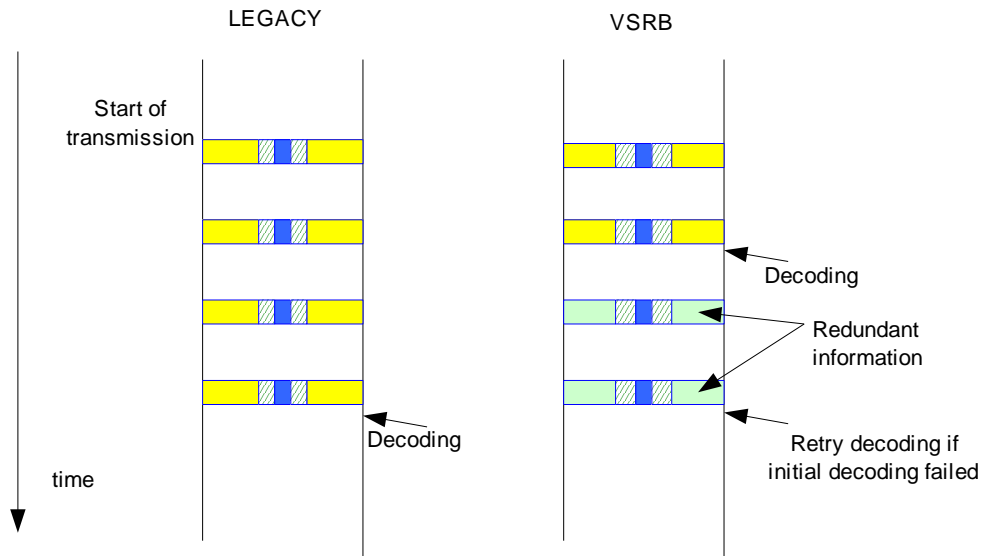 LEGACY
VSRB
Start of
transmission
Decoding
Redundant
information
Decoding
Retry decoding if
initial decoding failed
time